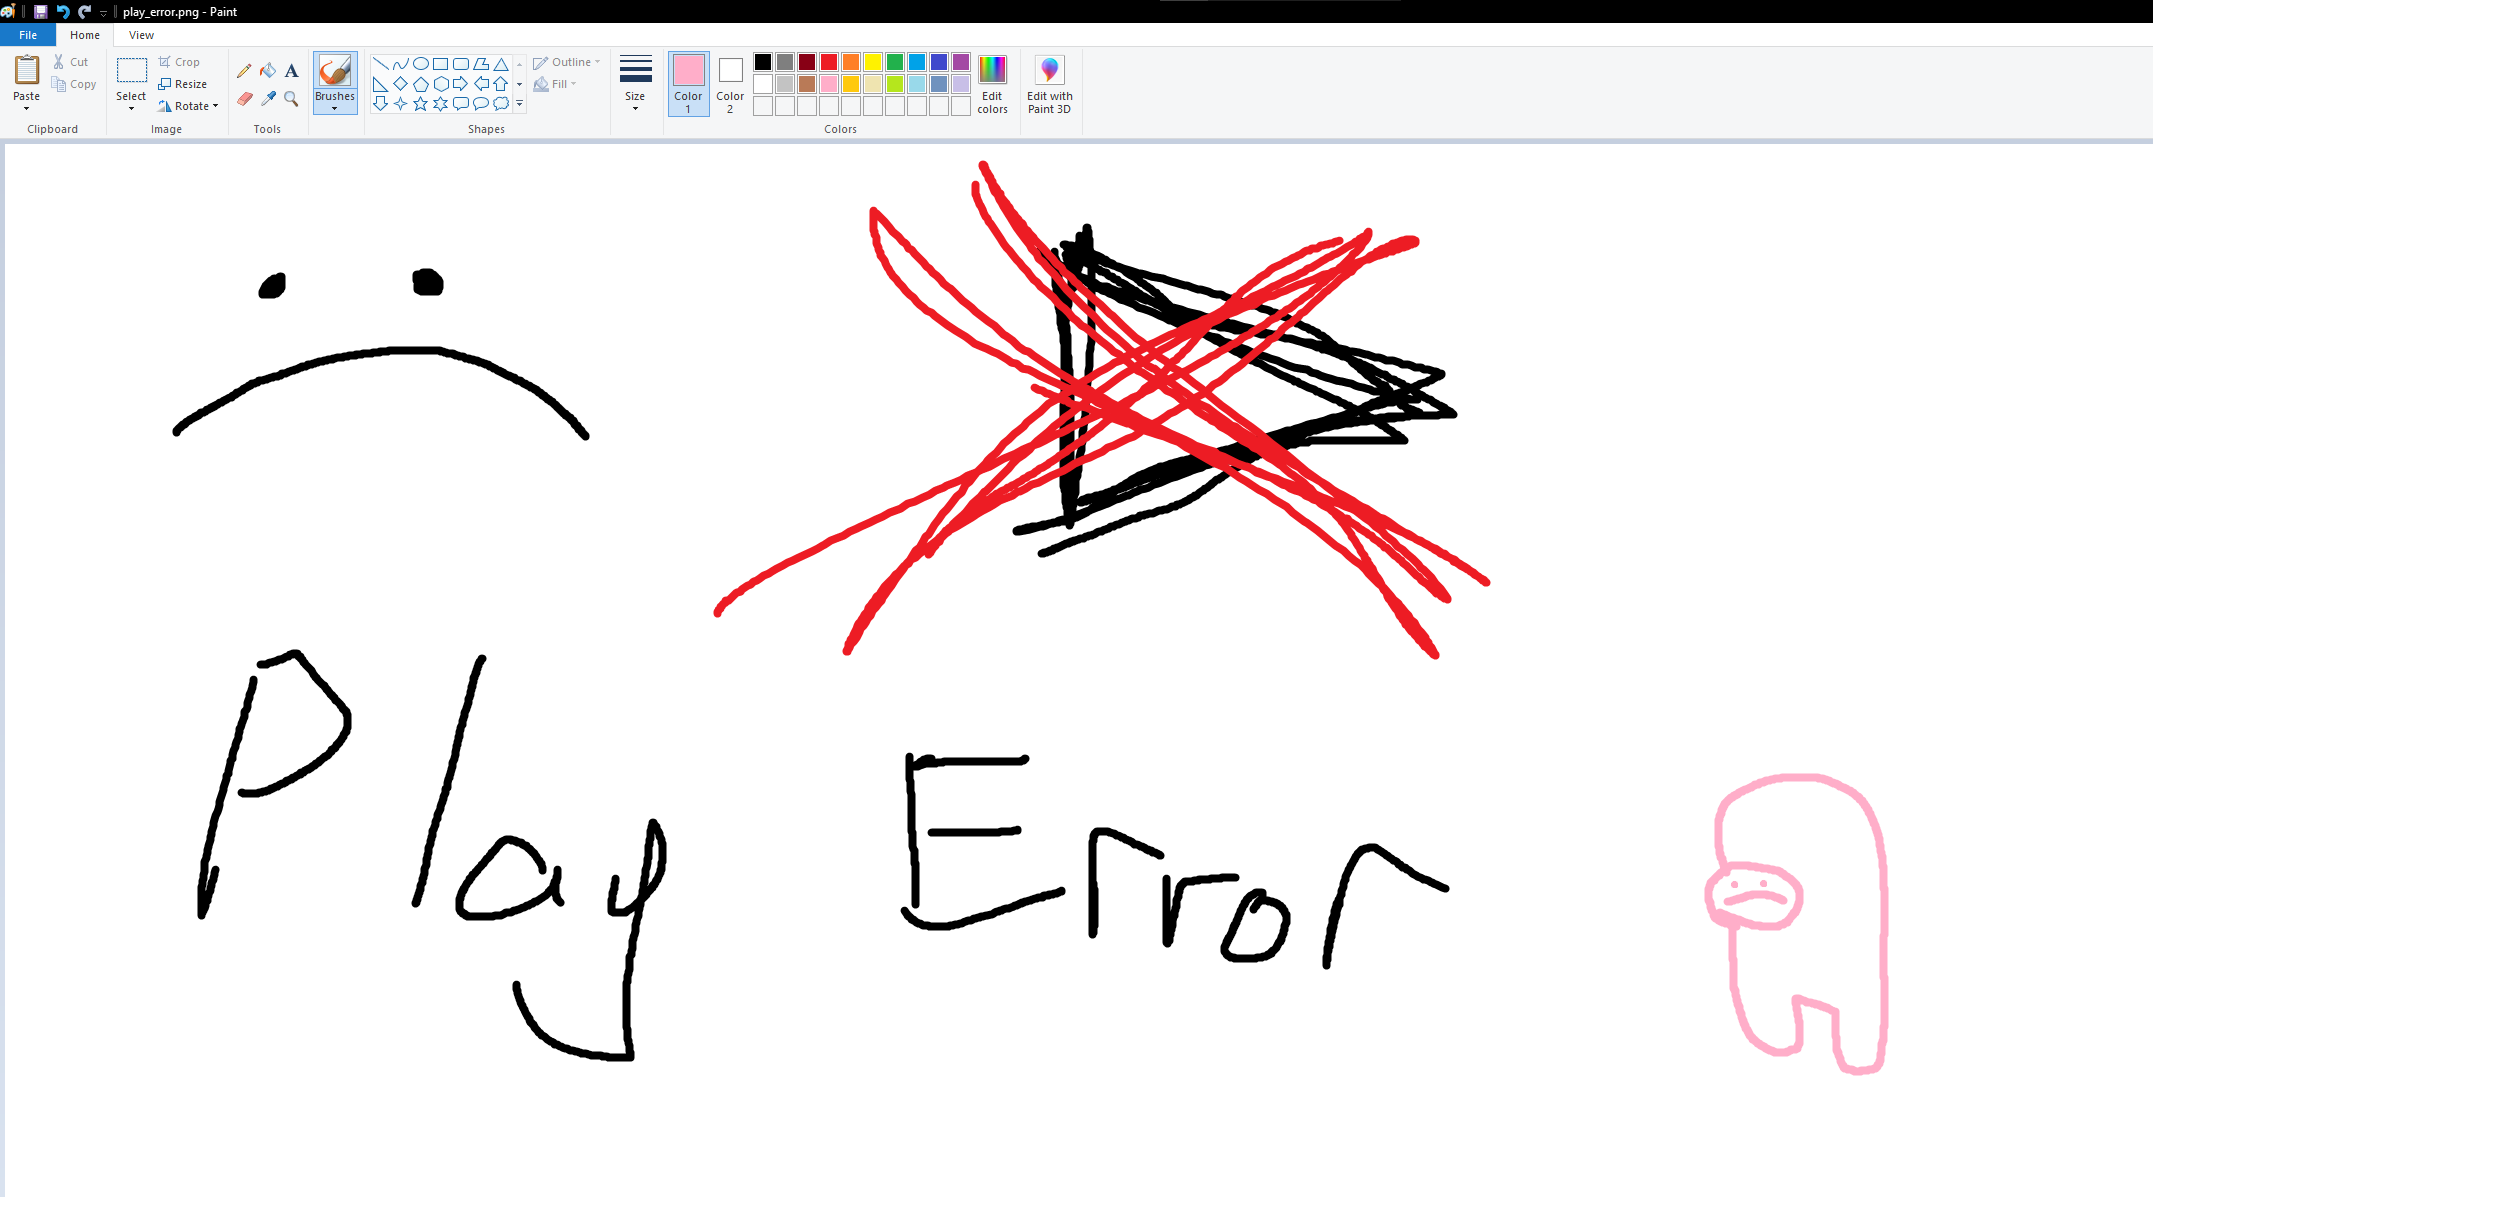 play_error.png - Paint
File Home View
Paste Cut Copy Select Crop Resize Rotate A Brushes Outline Fill Size Color 1 Color 2 Edit colors Edit with Paint 3D
Clipboard Image Tools Shapes Colors
Play Error